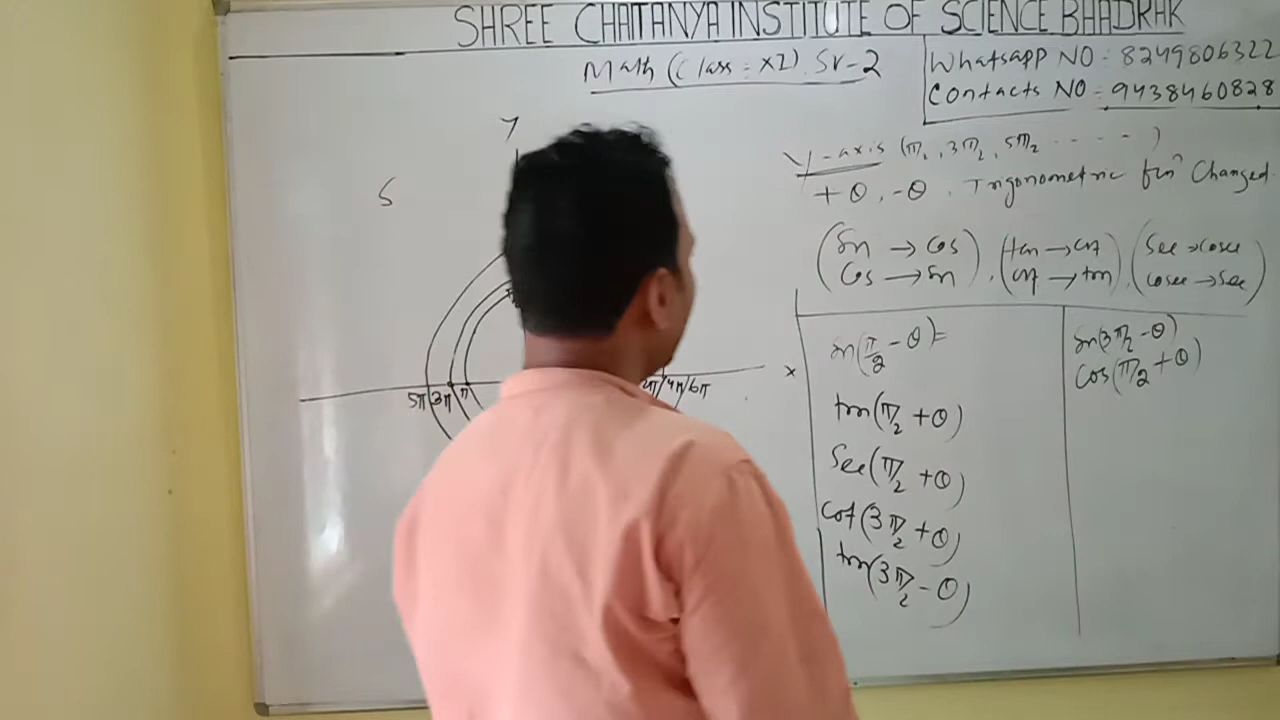 SHREE CHAITANYA INSTITUTE OF SCIENCE BHADRAK
Math (Class : XI) Sr-2
Whatsapp NO : 8249806322
Contacts NO : 9438460828
Y
S
Y-axis (π/2, 3π/2, 5π/2 ----- )
+θ, -θ. Trigonometric funⁿ Changed
(Sin → Cos), (tan → cot), (Sec → cosec)
(Cos → Sin), (cot → tan), (cosec → sec)
sin(π/2 - θ) =
tan(π/2 + θ)
Sec(π/2 + θ)
cot(3π/2 + θ)
tan(3π/2 - θ)
sin(3π/2 - θ)
cos(π/2 + θ)
5π 3π π
2π 4π 6π
x